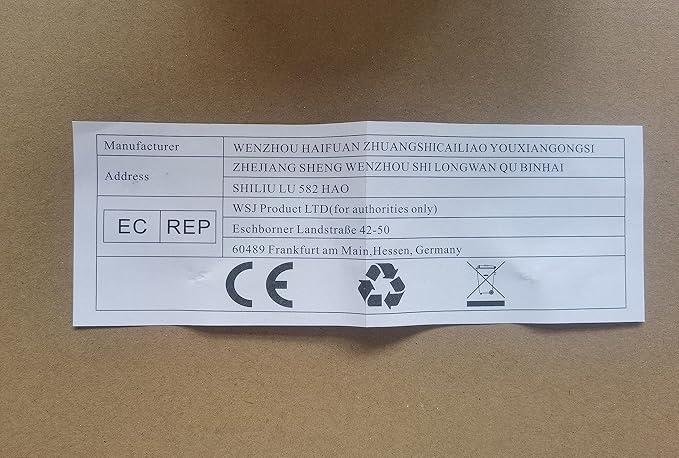 Manufacturer WENZHOU HAIFUAN ZHUANGSHICAILIAO YOUXIANGONGSI
Address ZHEJIANG SHENG WENZHOU SHI LONGWAN QU BINHAI
SHILIU LU 582 HAO
EC REP WSJ Product LTD(for authorities only)
Eschborner Landstraße 42-50
60489 Frankfurt am Main,Hessen, Germany
CE